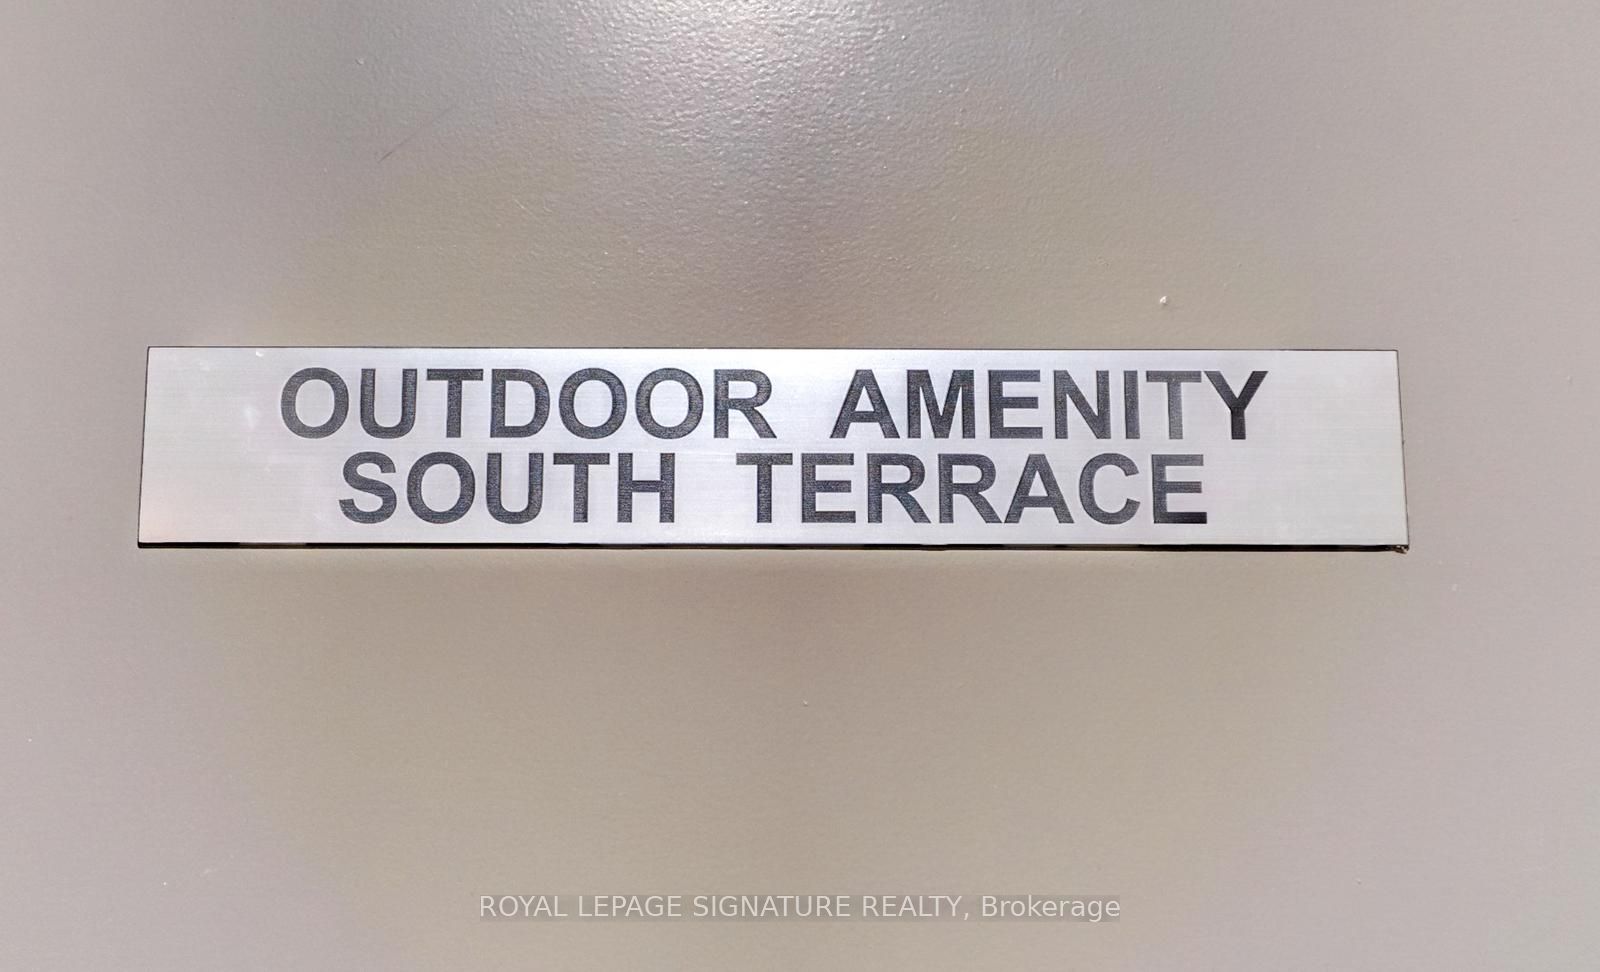 OUTDOOR AMENITY
SOUTH TERRACE
ROYAL LEPAGE SIGNATURE REALTY, Brokerage